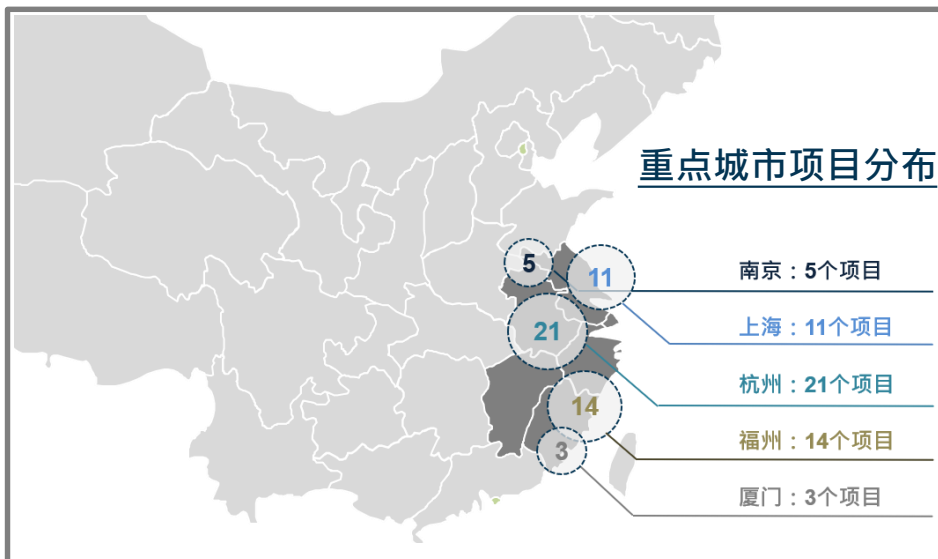 重点城市项目分布
5
11
21
14
3
南京：5个项目
上海：11个项目
杭州：21个项目
福州：14个项目
厦门：3个项目